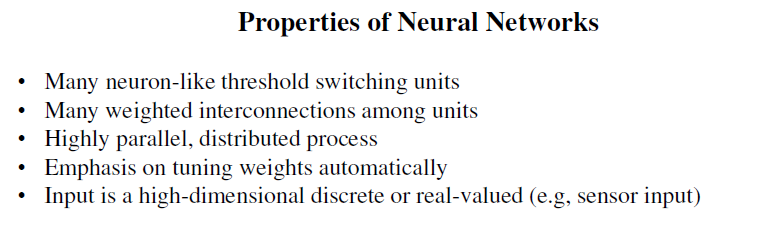 Properties of Neural Networks
• Many neuron-like threshold switching units
• Many weighted interconnections among units
• Highly parallel, distributed process
• Emphasis on tuning weights automatically
• Input is a high-dimensional discrete or real-valued (e.g, sensor input)